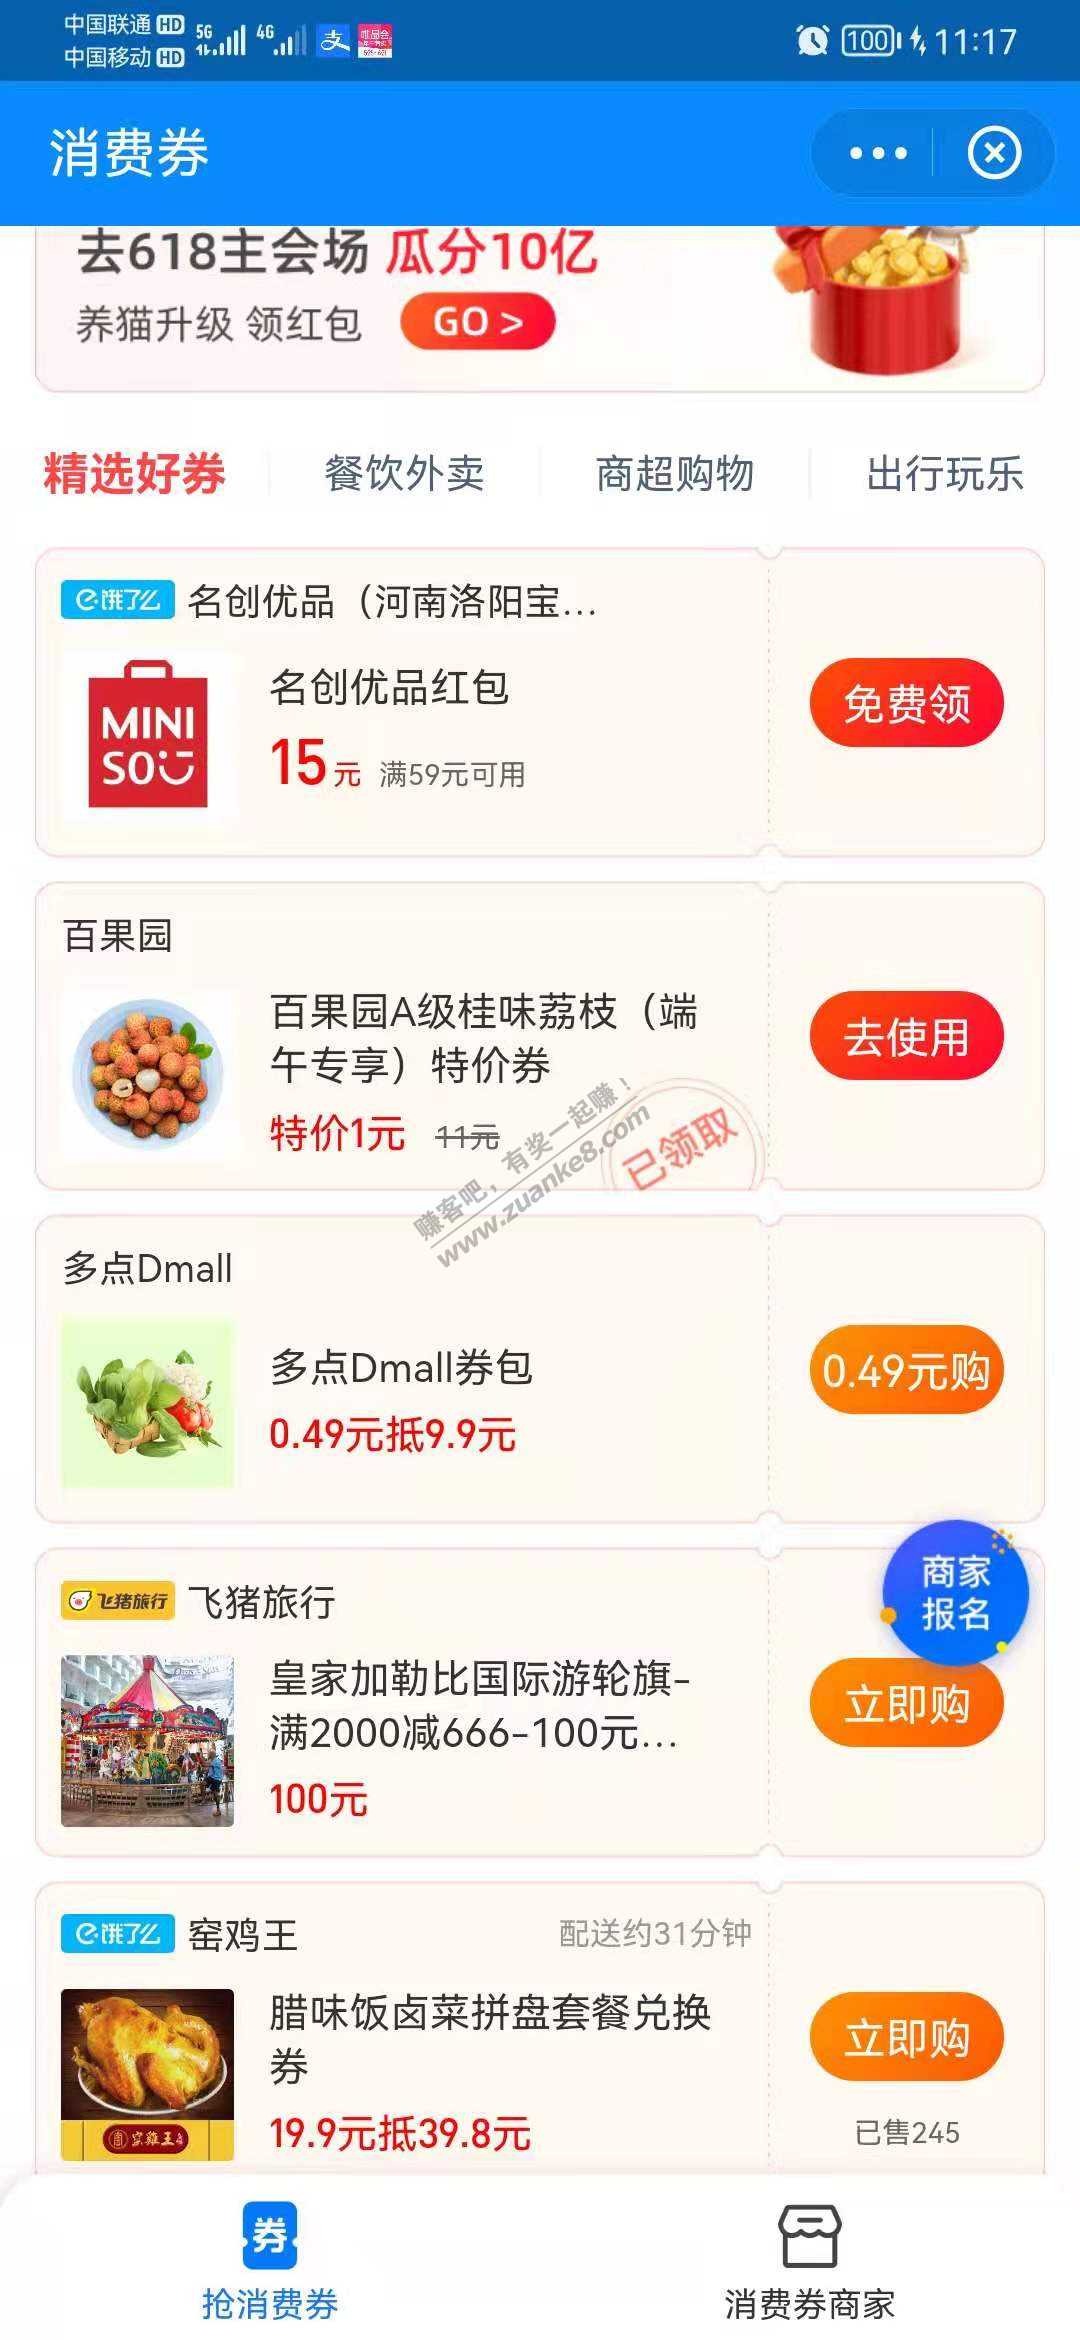 中国联通 HD
中国移动 HD
5G
4G
支
100
11:17
消费券
去618主会场 瓜分10亿
养猫升级 领红包
GO >
精选好券
餐饮外卖
商超购物
出行玩乐
饿了么 名创优品（河南洛阳宝...
MINI
SO
名创优品红包
15元 满59元可用
免费领
百果园
百果园A级桂味荔枝（端
午专享）特价券
特价1元 11元
去使用
已领取
赚客吧，有奖一起赚！
www.zuanke8.com
多点Dmall
多点Dmall券包
0.49元抵9.9元
0.49元购
商家
报名
飞猪旅行 飞猪旅行
皇家加勒比国际游轮旗-
满2000减666-100元...
100元
立即购
饿了么 窑鸡王
配送约31分钟
腊味饭卤菜拼盘套餐兑换
券
19.9元抵39.8元
立即购
已售245
券
抢消费券
消费券商家